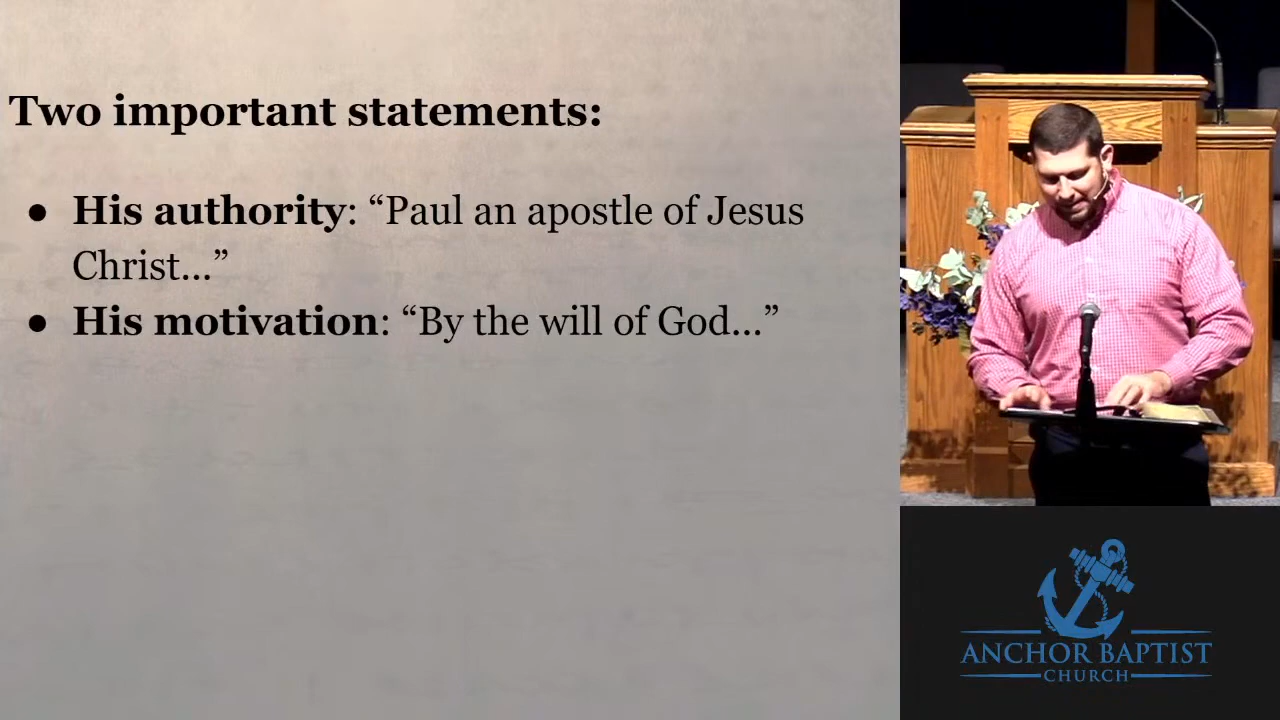 Two important statements:
● His authority: “Paul an apostle of Jesus
Christ...”
● His motivation: “By the will of God...”
ANCHOR BAPTIST
CHURCH